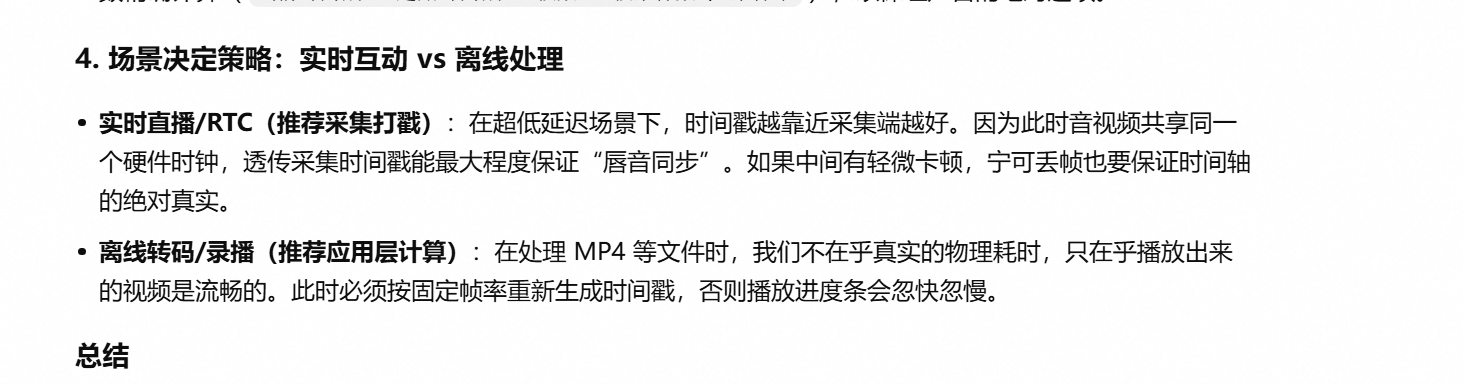 4. 场景决定策略：实时互动 vs 离线处理
• 实时直播/RTC（推荐采集打戳）：在超低延迟场景下，时间戳越靠近采集端越好。因为此时音视频共享同一
个硬件时钟，透传采集时间戳能最大程度保证“唇音同步”。如果中间有轻微卡顿，宁可丢帧也要保证时间轴
的绝对真实。
• 离线转码/录播（推荐应用层计算）：在处理 MP4 等文件时，我们不在乎真实的物理耗时，只在乎播放出来
的视频是流畅的。此时必须按固定帧率重新生成时间戳，否则播放进度条会忽快忽慢。
总结